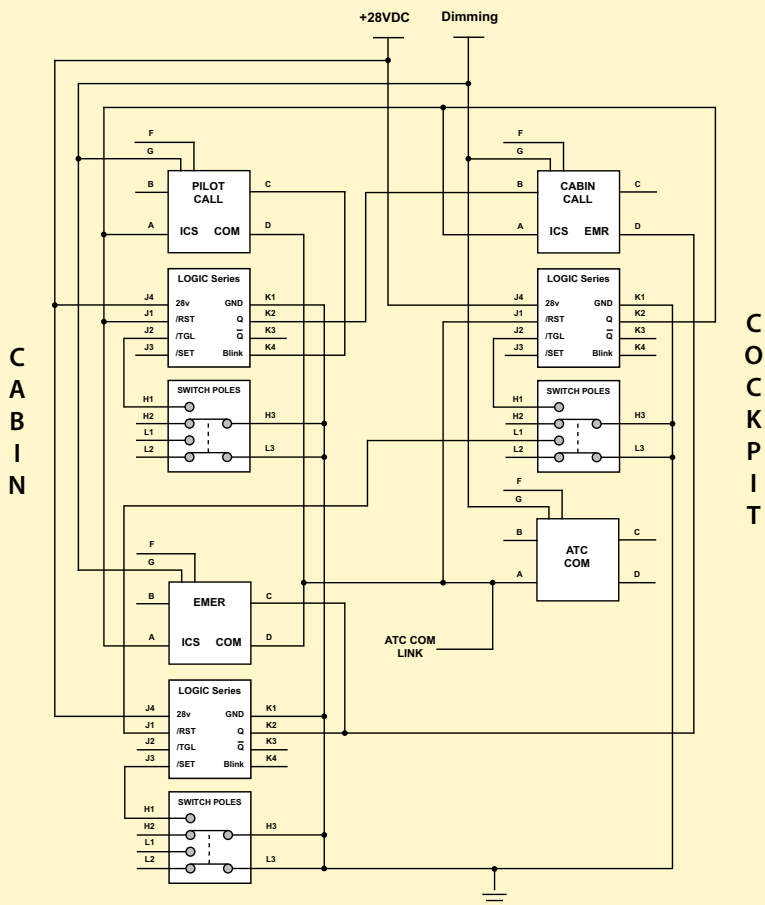 +28VDC
Dimming
CABIN
COCKPIT
F
G
B
A
PILOT
CALL
ICS COM
C
D
LOGIC Series
J4 28v GND K1
J1 /RST Q K2
J2 /TGL Q̅ K3
J3 /SET Blink K4
SWITCH POLES
H1
H2 H3
L1
L2 L3
F
G
B
A
EMER
ICS COM
C
D
LOGIC Series
J4 28v GND K1
J1 /RST Q K2
J2 /TGL Q̅ K3
J3 /SET Blink K4
SWITCH POLES
H1
H2 H3
L1
L2 L3
F
G
B
A
CABIN
CALL
ICS EMR
C
D
LOGIC Series
J4 28v GND K1
J1 /RST Q K2
J2 /TGL Q̅ K3
J3 /SET Blink K4
SWITCH POLES
H1
H2 H3
L1
L2 L3
F
G
B
A
ATC
COM
C
D
ATC COM
LINK